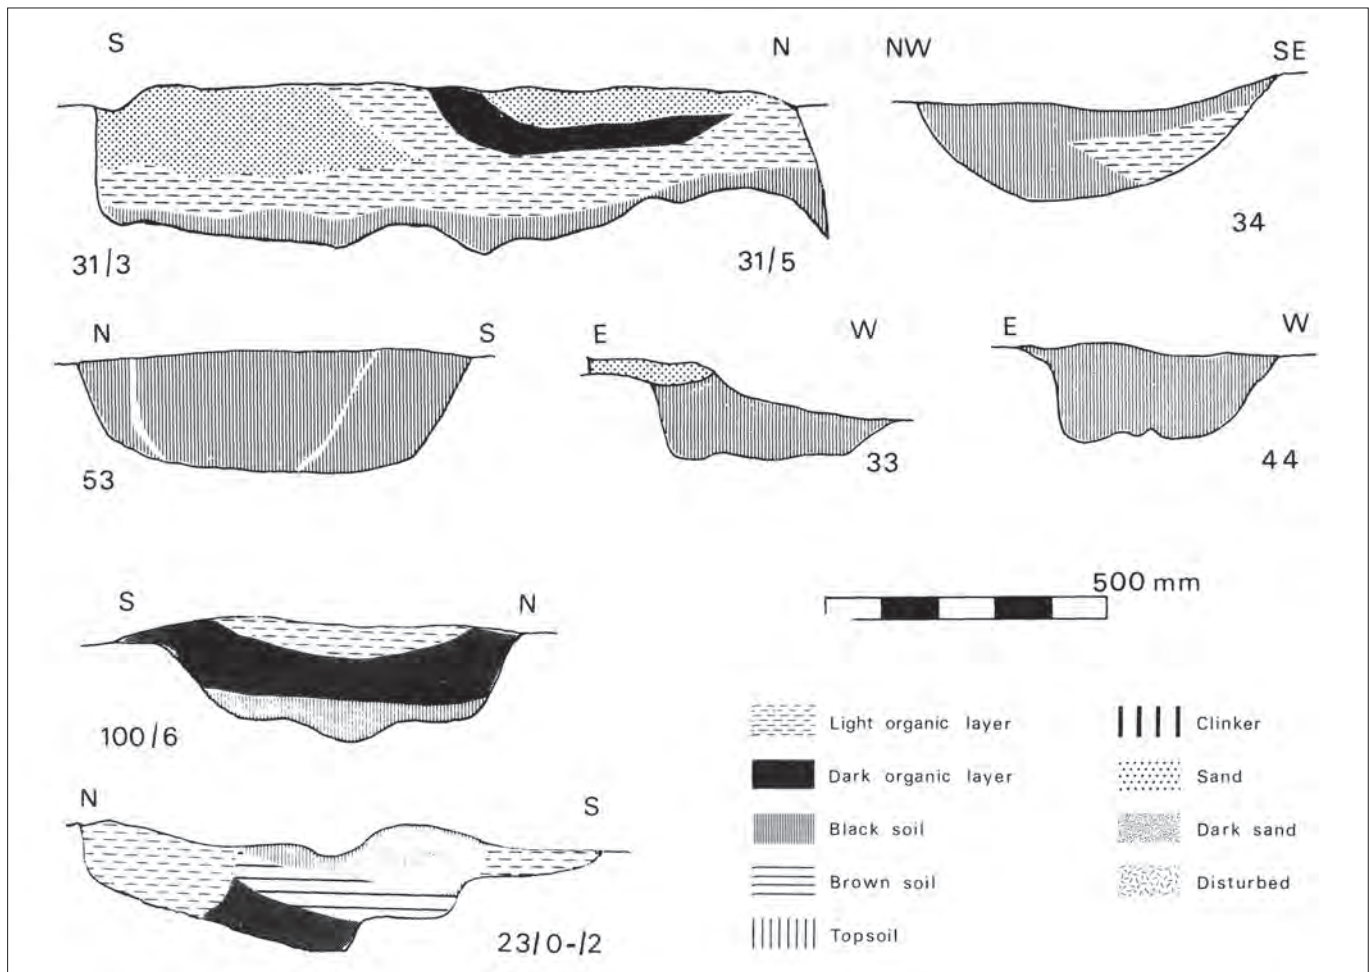 S N NW SE
31/3 31/5 34
N S E W E W
53 33 44
S N 500 mm
100/6
N S
23/0-/2
Light organic layer
Dark organic layer
Black soil
Brown soil
Topsoil
Clinker
Sand
Dark sand
Disturbed